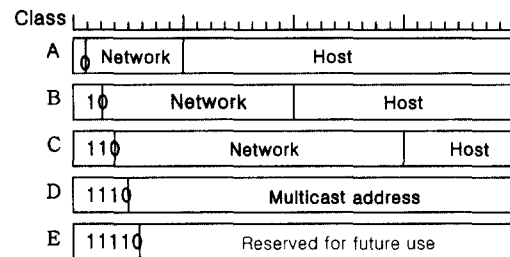 Class
A 0 Network Host
B 10 Network Host
C 110 Network Host
D 1110 Multicast address
E 11110 Reserved for future use